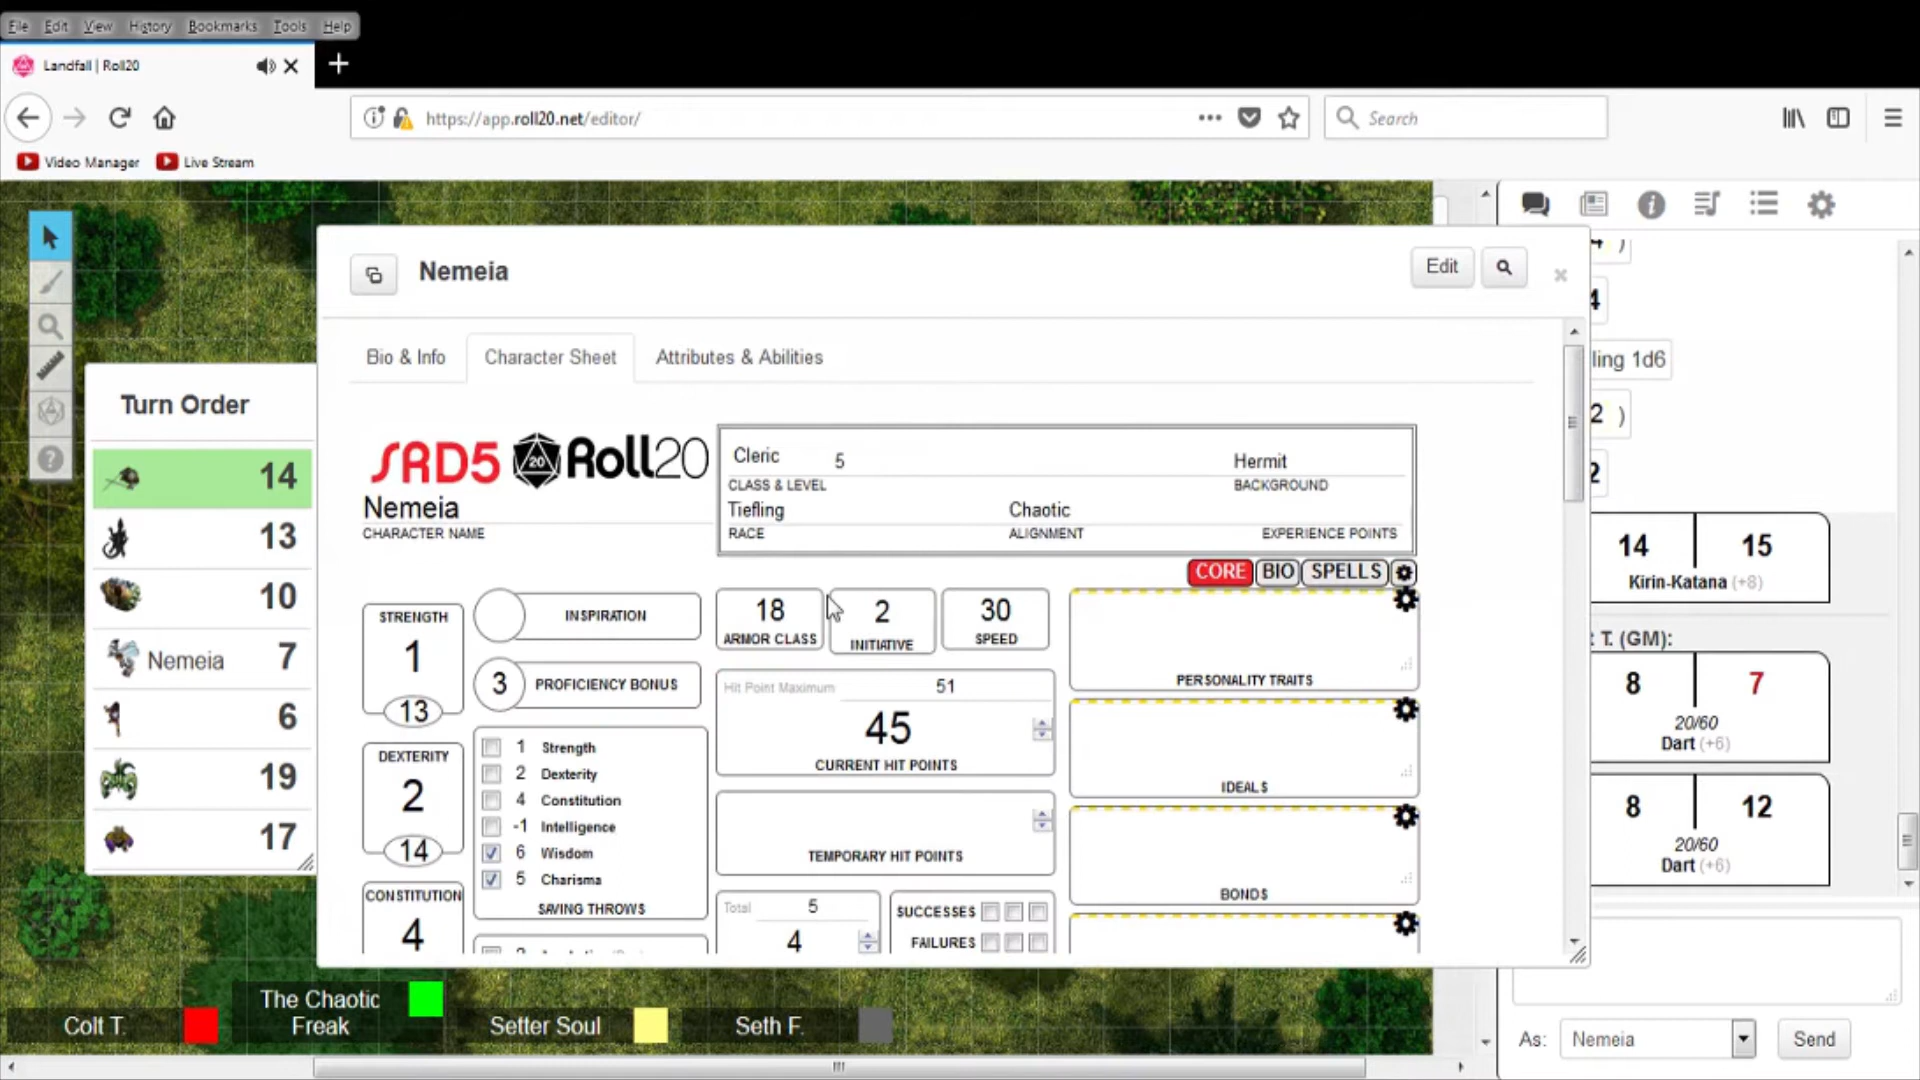 File Edit View History Bookmarks Tools Help
Landfall | Roll20
https://app.roll20.net/editor/
Search
Video Manager Live Stream
Nemeia
Edit
Bio & Info Character Sheet Attributes & Abilities
Turn Order
14
13
10
Nemeia 7
6
19
17
SRD5 Roll20
Nemeia
CHARACTER NAME
Cleric 5 Hermit
CLASS & LEVEL BACKGROUND
Tiefling Chaotic
RACE ALIGNMENT EXPERIENCE POINTS
CORE BIO SPELLS
STRENGTH
1
13
DEXTERITY
2
14
CONSTITUTION
4
INSPIRATION
3 PROFICIENCY BONUS
1 Strength
2 Dexterity
4 Constitution
-1 Intelligence
6 Wisdom
5 Charisma
SAVING THROWS
18
ARMOR CLASS
2
INITIATIVE
30
SPEED
Hit Point Maximum 51
45
CURRENT HIT POINTS
TEMPORARY HIT POINTS
Total 5
4
SUCCESSES
FAILURES
PERSONALITY TRAITS
IDEALS
BONDS
4
ling 1d6
2 )
2
14 15
Kirin-Katana (+8)
T. (GM):
8 7
20/60
Dart (+6)
8 12
20/60
Dart (+6)
Colt T.
The Chaotic
Freak
Setter Soul
Seth F.
As: Nemeia Send